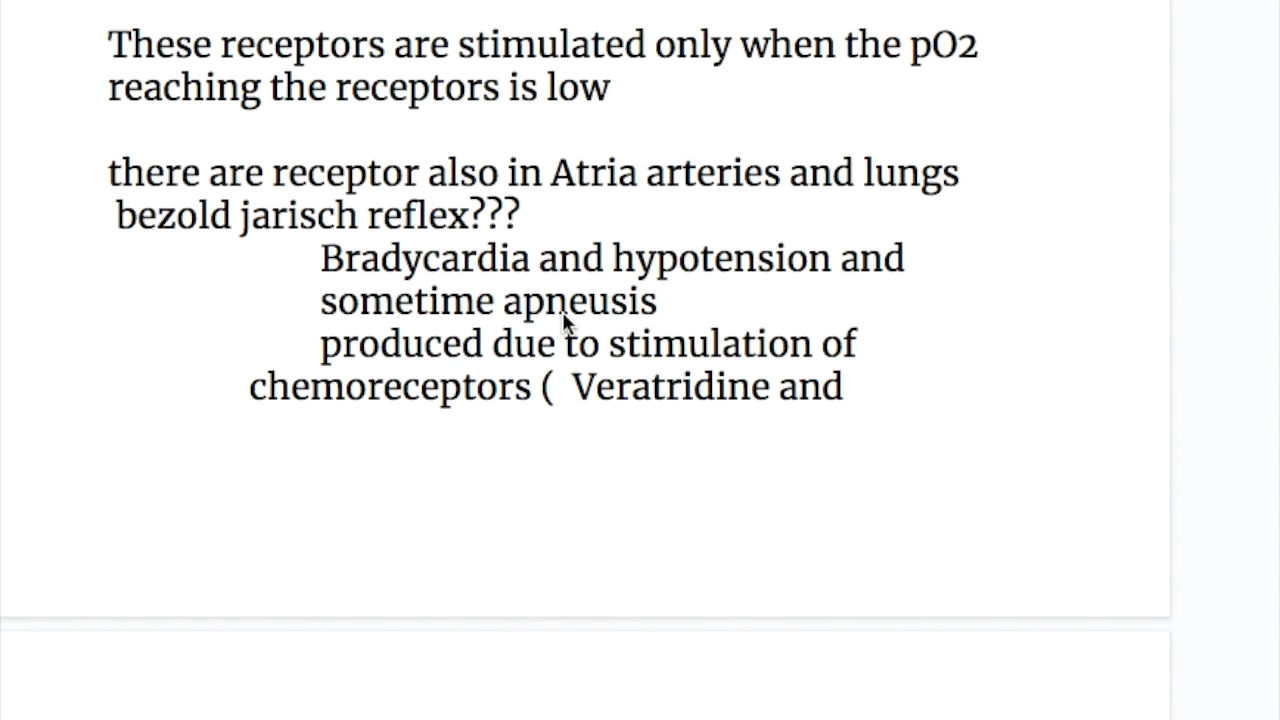 These receptors are stimulated only when the pO2
reaching the receptors is low
there are receptor also in Atria arteries and lungs
bezold jarisch reflex???
Bradycardia and hypotension and
sometime apneusis
produced due to stimulation of
chemoreceptors (  Veratridine and